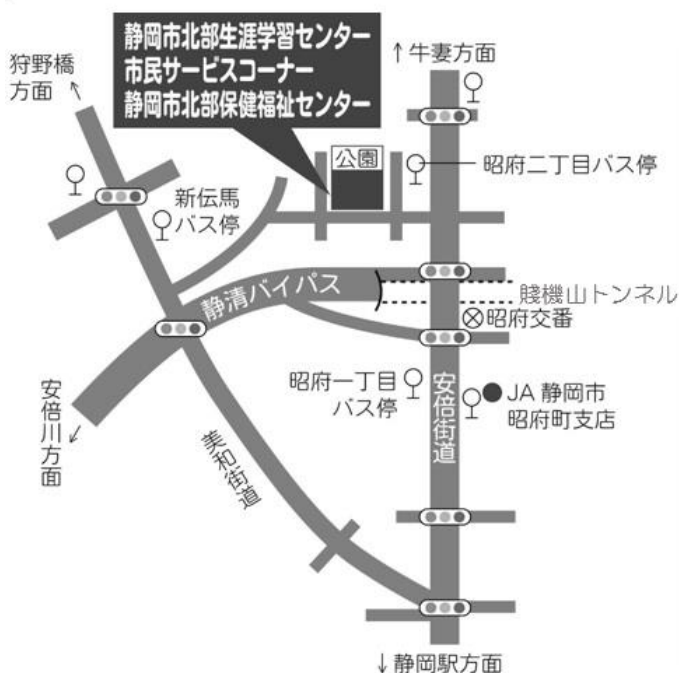 静岡市北部生涯学習センター
市民サービスコーナー
静岡市北部保健福祉センター
↑牛妻方面
狩野橋
方面
公園
昭府二丁目バス停
新伝馬
バス停
静清バイパス
賤機山トンネル
昭府交番
昭府一丁目
バス停
安倍街道
JA 静岡市
昭府町支店
安倍川方面
美和街道
↓静岡駅方面